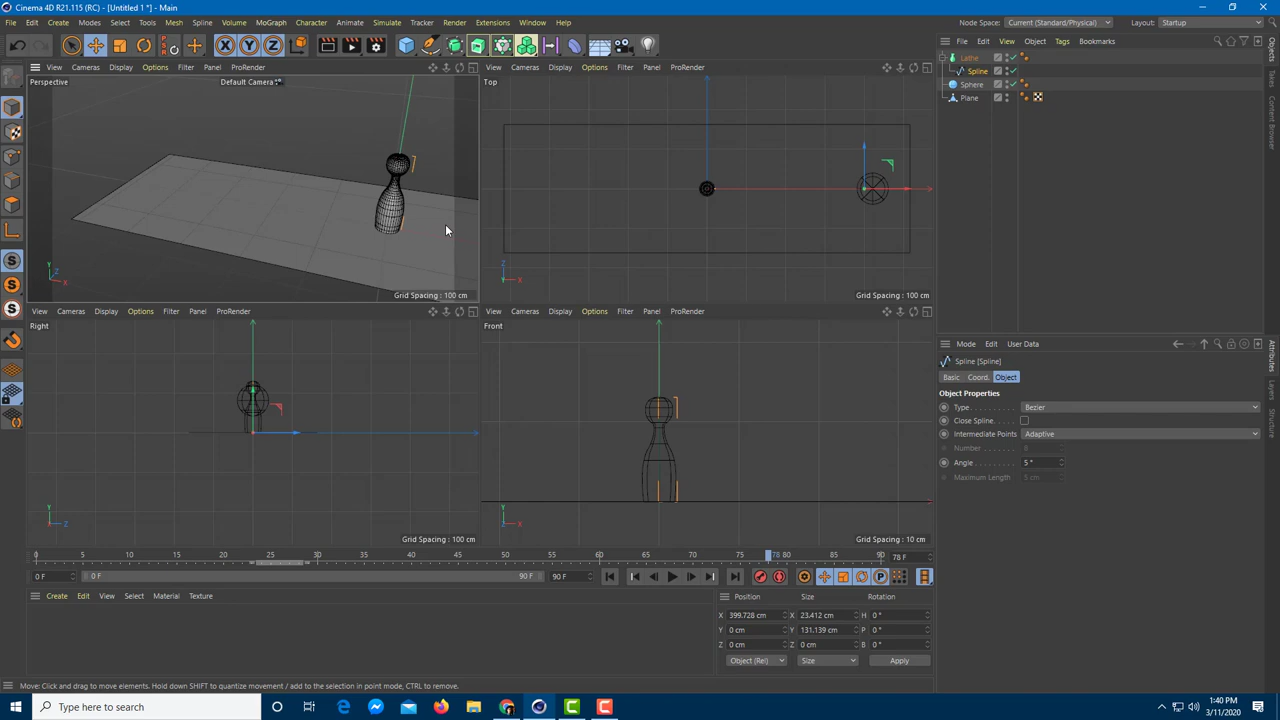 Cinema 4D R21.115 (RC) - [Untitled 1 *] - Main
File Edit Create Modes Select Tools Mesh Spline Volume MoGraph Character Animate Simulate Tracker Render Extensions Window Help
Node Space: Current (Standard/Physical) Layout: Startup
X Y Z
File Edit View Object Tags Bookmarks
Lathe
Spline
Sphere
Plane
View Cameras Display Options Filter Panel ProRender
Perspective
Default Camera
Y
Z
X
Grid Spacing : 100 cm
View Cameras Display Options Filter Panel ProRender
Top
Z
Y
X
Grid Spacing : 100 cm
View Cameras Display Options Filter Panel ProRender
Right
Y
Z
Grid Spacing : 100 cm
View Cameras Display Options Filter Panel ProRender
Front
Y
X
Grid Spacing : 10 cm
Objects
Takes
Content Browser
Attributes
Layers
Structure
Mode Edit User Data
Spline [Spline]
Basic Coord. Object
Object Properties
Type . . . . . . . . . . . Bezier
Close Spline. . . . . .
Intermediate Points Adaptive
Number . . . . . . . . . 8
Angle . . . . . . . . . . 5 °
Maximum Length . 5 cm
0 5 10 15 20 25 30 35 40 45 50 55 60 65 70 75 78 80 85 90 78 F
0 F 0 F 90 F 90 F
P
Create Edit View Select Material Texture
Position Size Rotation
X 399.728 cm X 23.412 cm H 0 °
Y 0 cm Y 131.139 cm P 0 °
Z 0 cm Z 0 cm B 0 °
Object (Rel) Size Apply
Move: Click and drag to move elements. Hold down SHIFT to quantize movement / add to the selection in point mode, CTRL to remove.
Type here to search
1:40 PM
3/11/2020